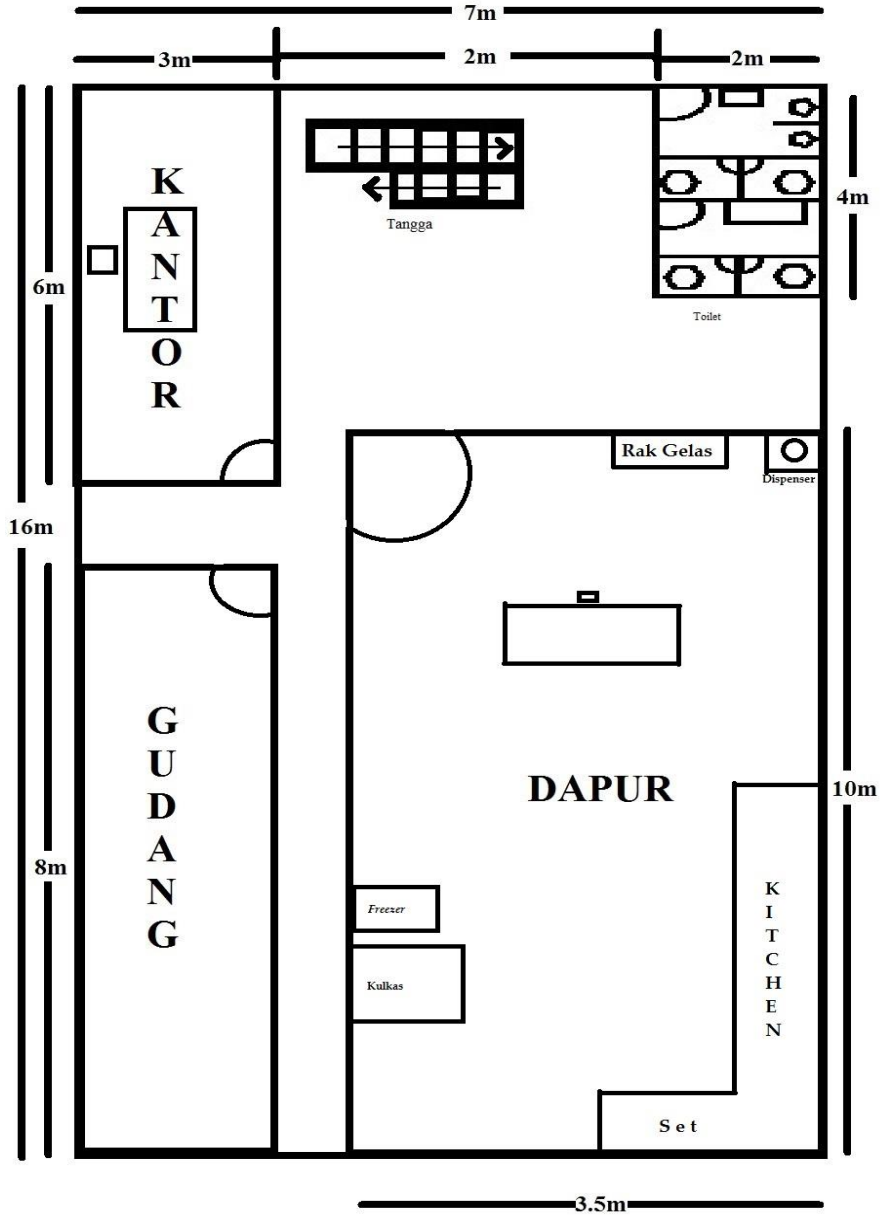 7m
3m
2m
2m
KANTOR
Tangga
4m
6m
Toilet
Rak Gelas
Dispenser
16m
GUDANG
DAPUR
10m
8m
Freezer
Kulkas
KITCHEN
Set
3.5m